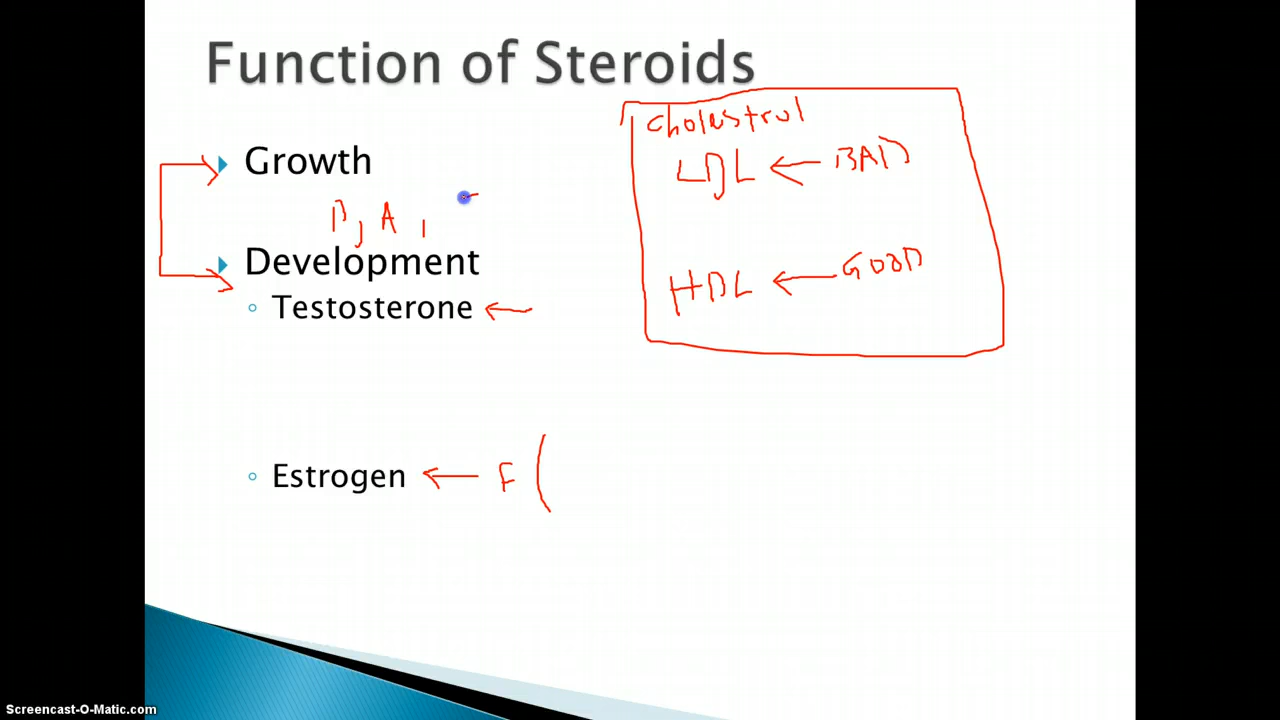 Function of Steroids
Cholestrol
LDL ← BAD
HDL ← GOOD
Growth
D, A,
Development
Testosterone ←
Estrogen ← F (
Screencast-O-Matic.com